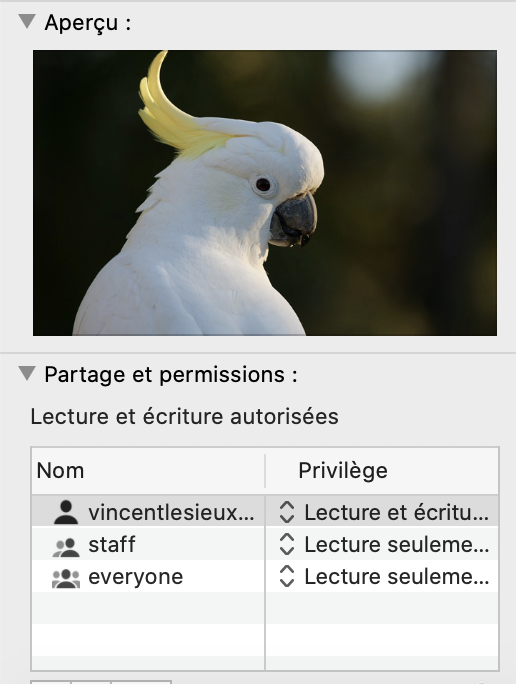 Aperçu :
Partage et permissions :
Lecture et écriture autorisées
Nom Privilège
vincentlesieux... Lecture et écritu...
staff Lecture seuleme...
everyone Lecture seuleme...